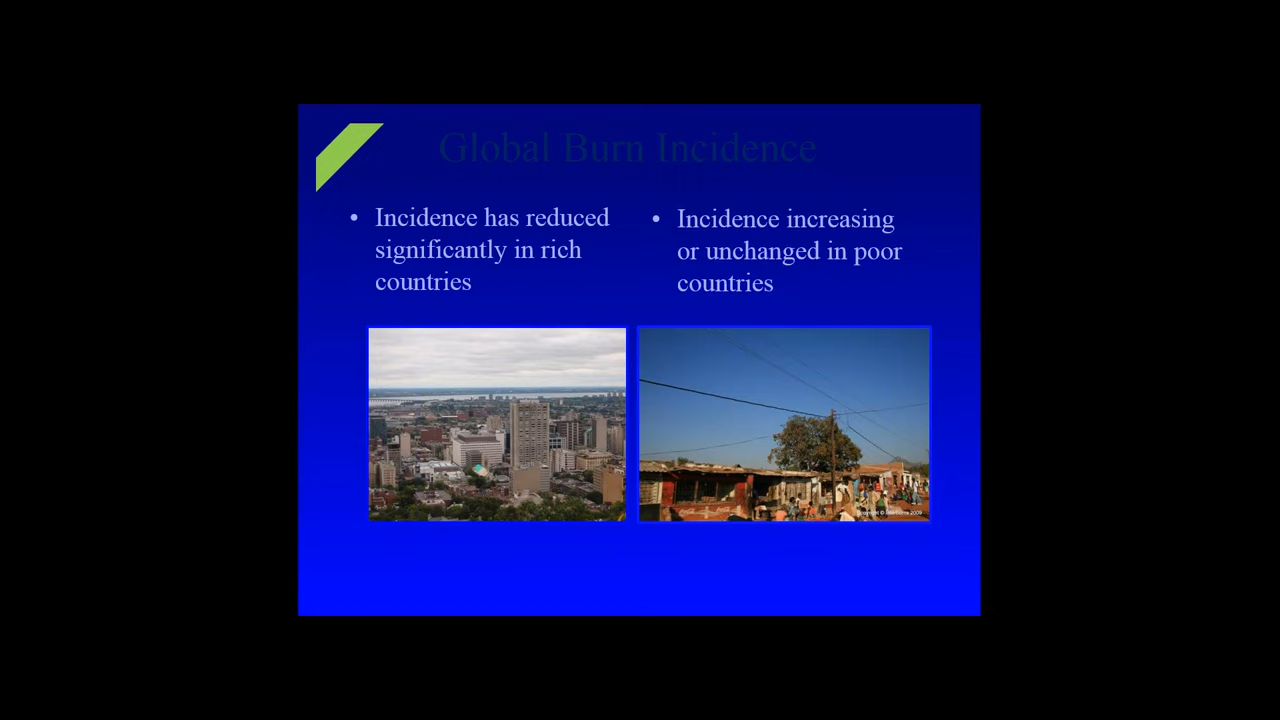 Global Burn Incidence
• Incidence has reduced
significantly in rich
countries
• Incidence increasing
or unchanged in poor
countries